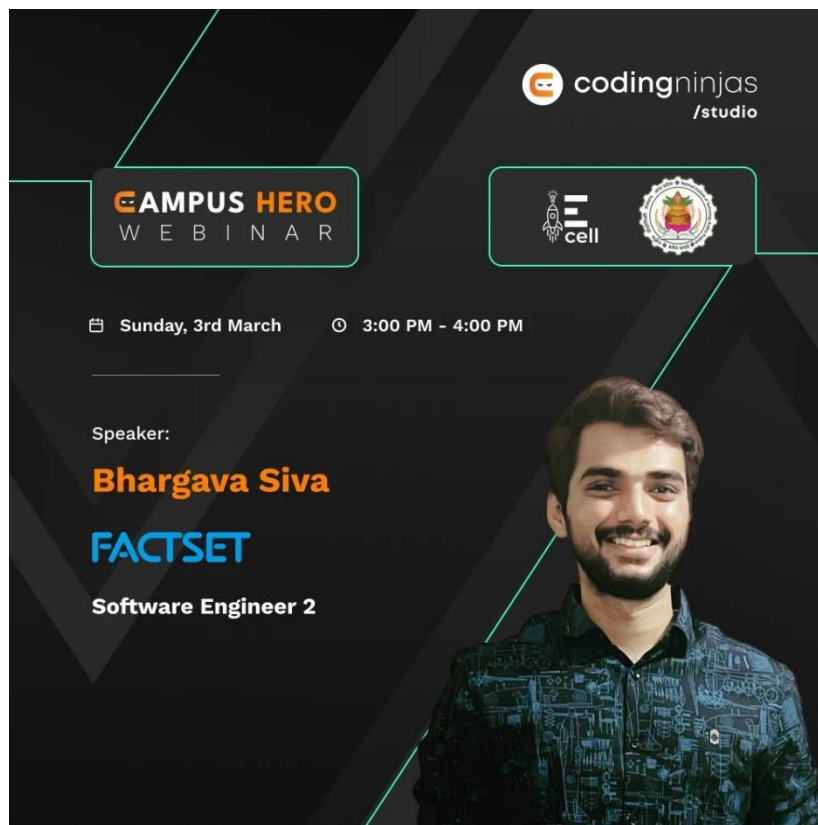 codingninjas
/studio
CAMPUS HERO
WEBINAR
E
cell
Sunday, 3rd March
3:00 PM - 4:00 PM
Speaker:
Bhargava Siva
FACTSET
Software Engineer 2